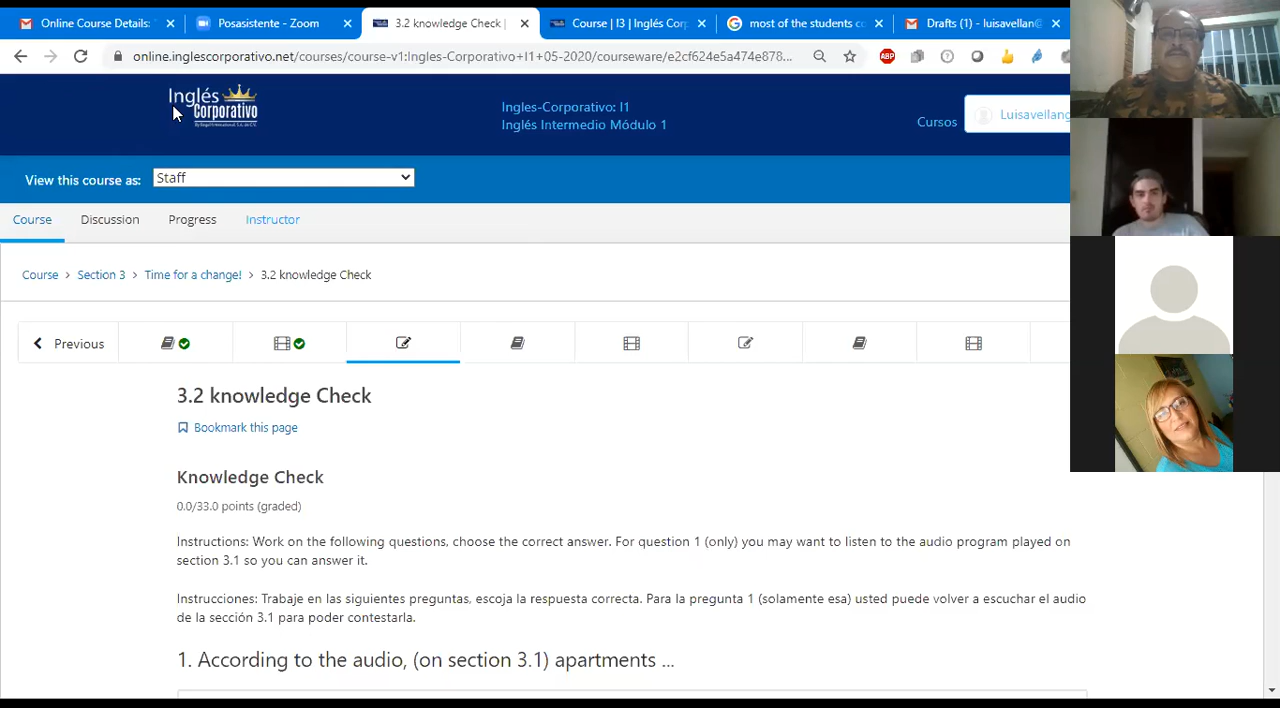 Online Course Details:
Posasistente - Zoom
3.2 knowledge Check |
Course | I3 | Inglés Cor
most of the students co
Drafts (1) - luisavellan@
online.inglescorporativo.net/courses/course-v1:Ingles-Corporativo+I1+05-2020/courseware/e2cf624e5a474e878...
ABP
Inglés
Corporativo
Ingles-Corporativo: I1
Inglés Intermedio Módulo 1
Cursos
Luisavellang
View this course as:
Staff
Course
Discussion
Progress
Instructor
Course > Section 3 > Time for a change! > 3.2 knowledge Check
Previous
3.2 knowledge Check
Bookmark this page
Knowledge Check
0.0/33.0 points (graded)
Instructions: Work on the following questions, choose the correct answer. For question 1 (only) you may want to listen to the audio program played on
section 3.1 so you can answer it.
Instrucciones: Trabaje en las siguientes preguntas, escoja la respuesta correcta. Para la pregunta 1 (solamente esa) usted puede volver a escuchar el audio
de la sección 3.1 para poder contestarla.
1. According to the audio, (on section 3.1) apartments ...